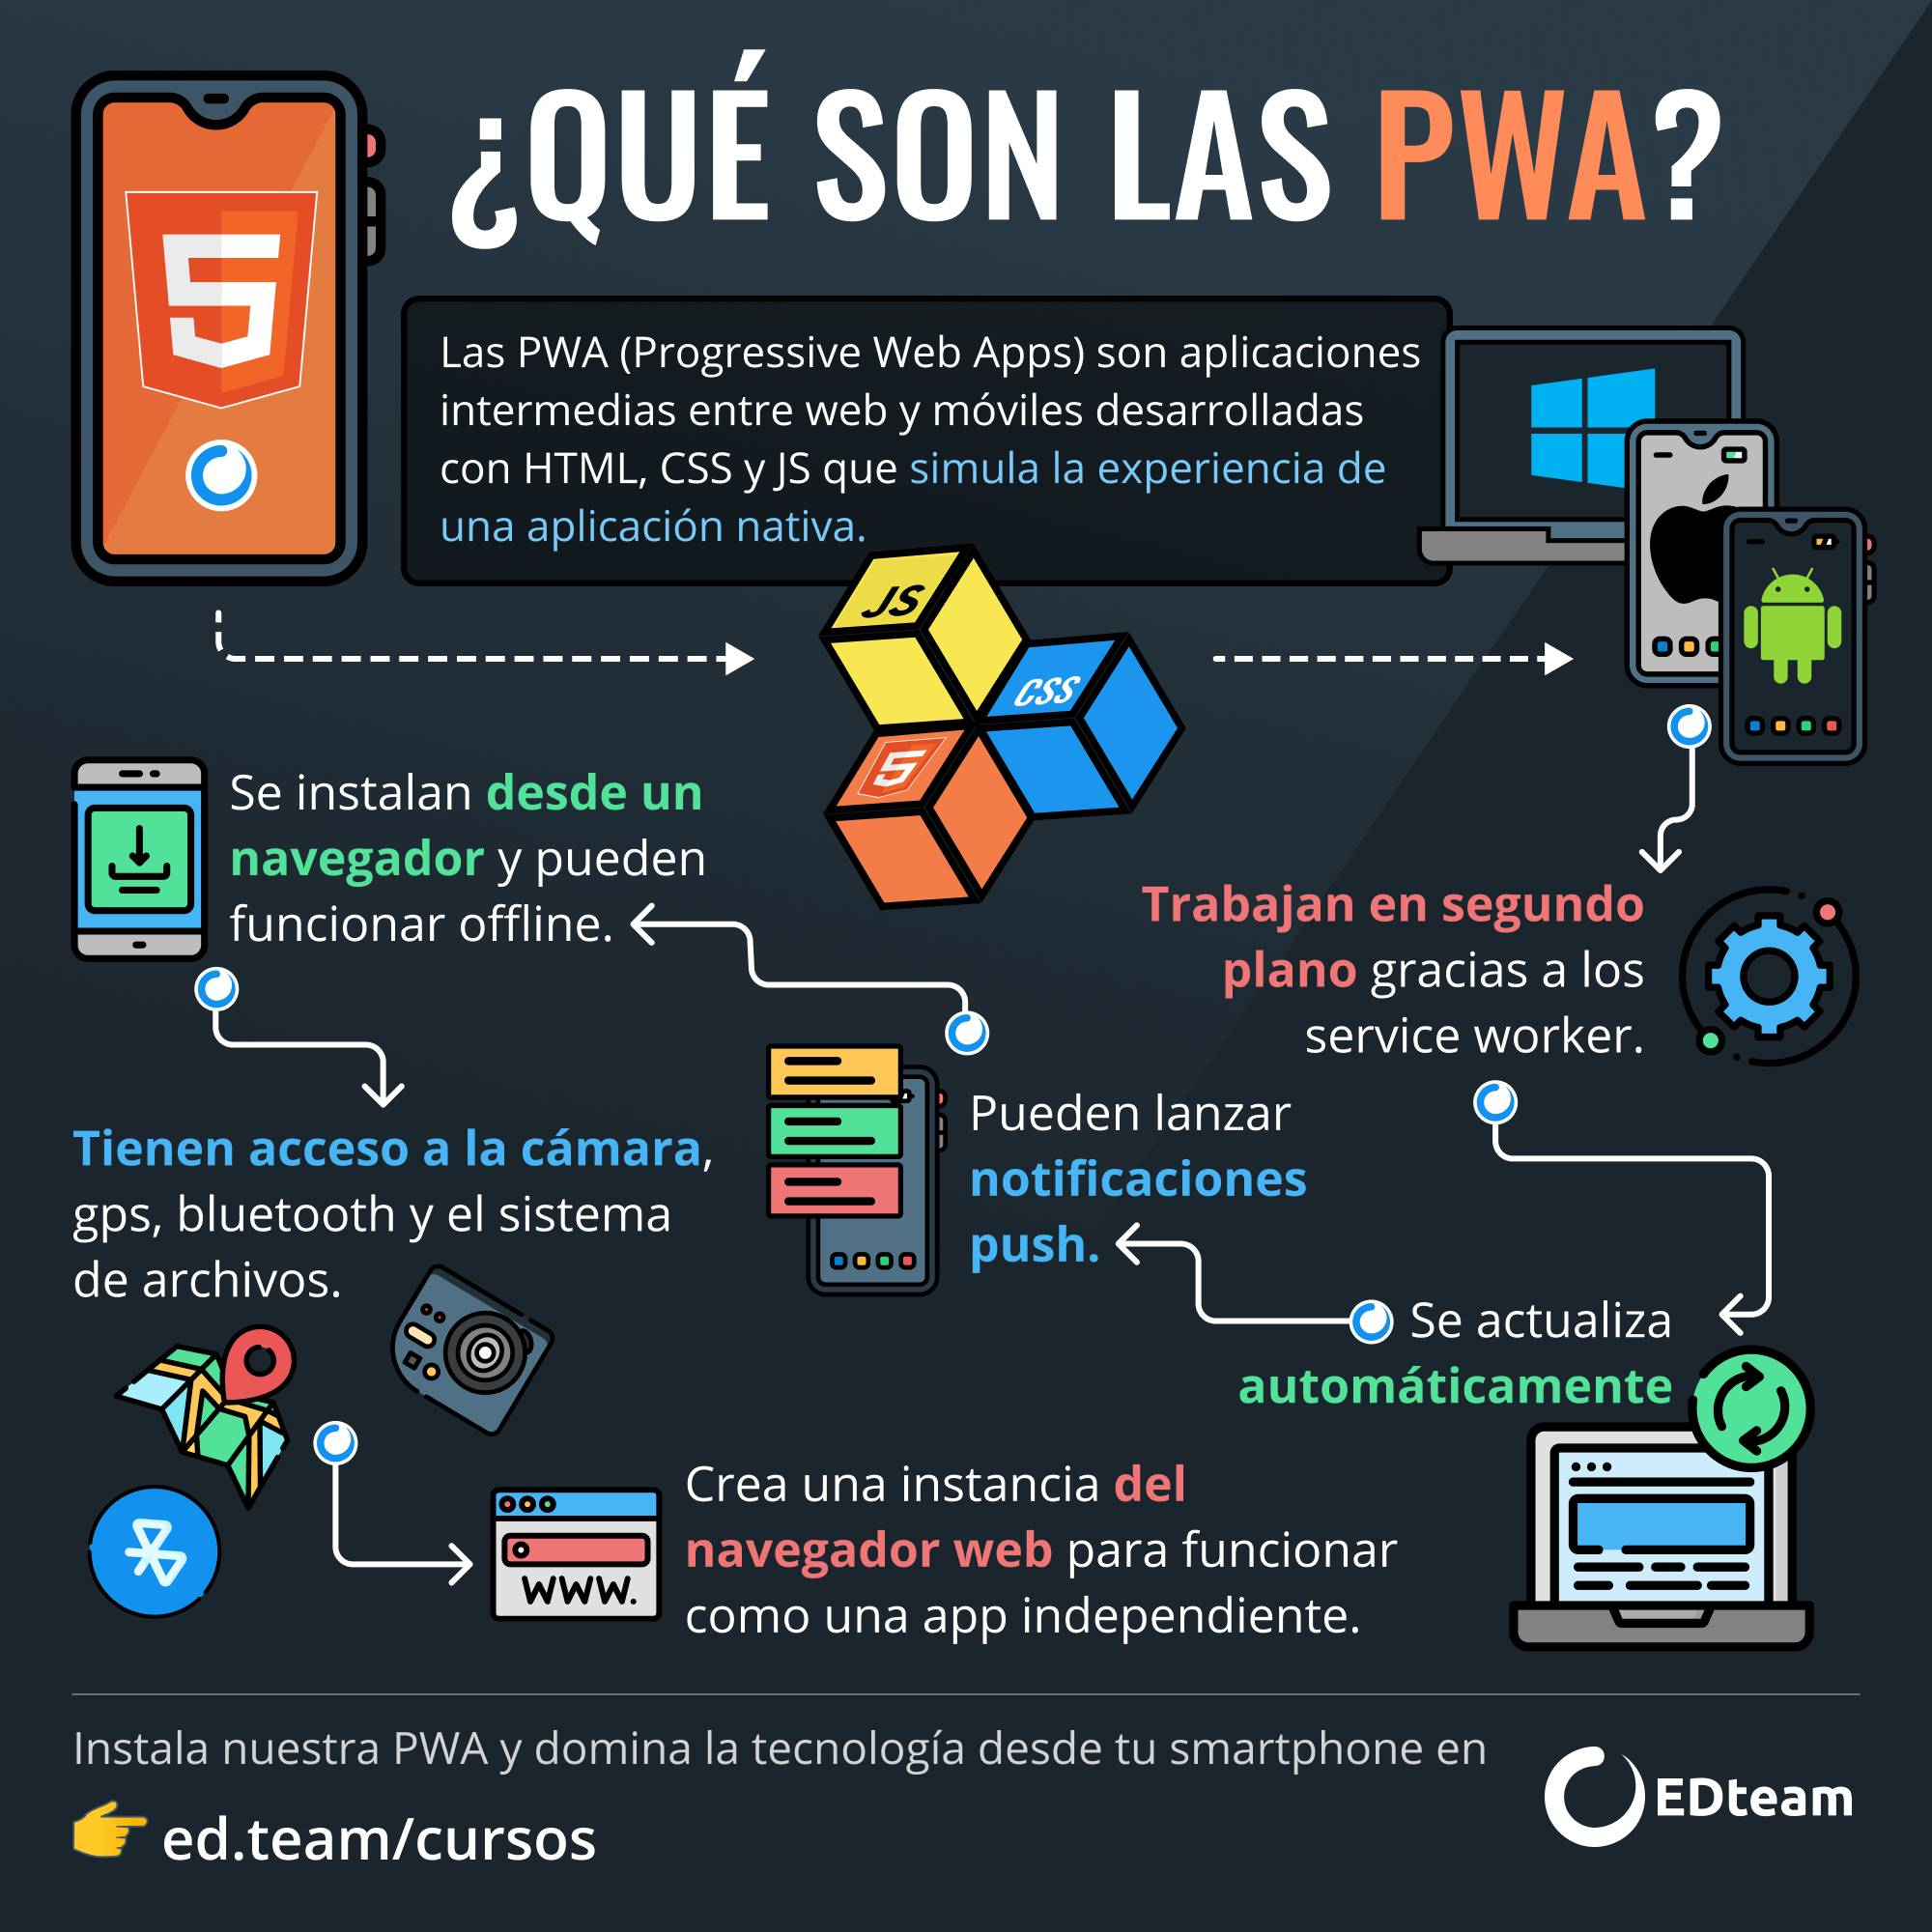 ¿QUÉ SON LAS PWA?
Las PWA (Progressive Web Apps) son aplicaciones
intermedias entre web y móviles desarrolladas
con HTML, CSS y JS que simula la experiencia de
una aplicación nativa.
JS
CSS
5
5
Se instalan desde un
navegador y pueden
funcionar offline.
Trabajan en segundo
plano gracias a los
service worker.
Pueden lanzar
notificaciones
push.
Tienen acceso a la cámara,
gps, bluetooth y el sistema
de archivos.
Se actualiza
automáticamente
Crea una instancia del
navegador web para funcionar
como una app independiente.
www.
Instala nuestra PWA y domina la tecnología desde tu smartphone en
ed.team/cursos
EDteam